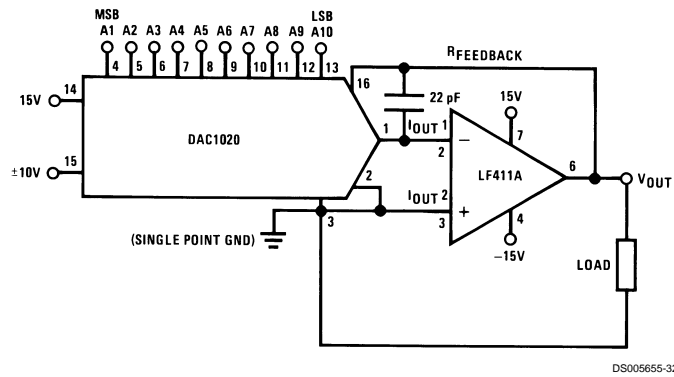 MSB LSB
A1 A2 A3 A4 A5 A6 A7 A8 A9 A10
4 5 6 7 8 9 10 11 12 13
RFEEDBACK
16
14
15V
22 pF
15V
DAC1020
1
IOUT 1
2
−
7
15
±10V
LF411A
6
VOUT
2
IOUT 2
3
+
4
3
(SINGLE POINT GND)
−15V
LOAD
DS005655-32